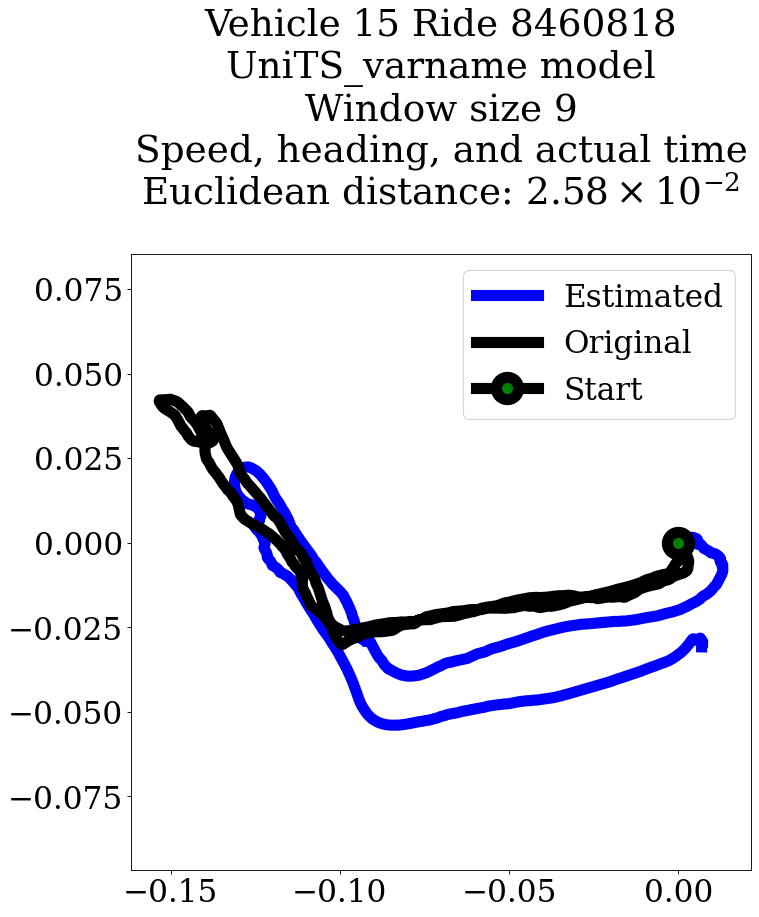 Vehicle 15 Ride 8460818
UniTS_varname model
Window size 9
Speed, heading, and actual time
Euclidean distance: 2.58 × 10⁻²
Estimated
Original
Start
0.075
0.050
0.025
0.000
−0.025
−0.050
−0.075
−0.15
−0.10
−0.05
0.00